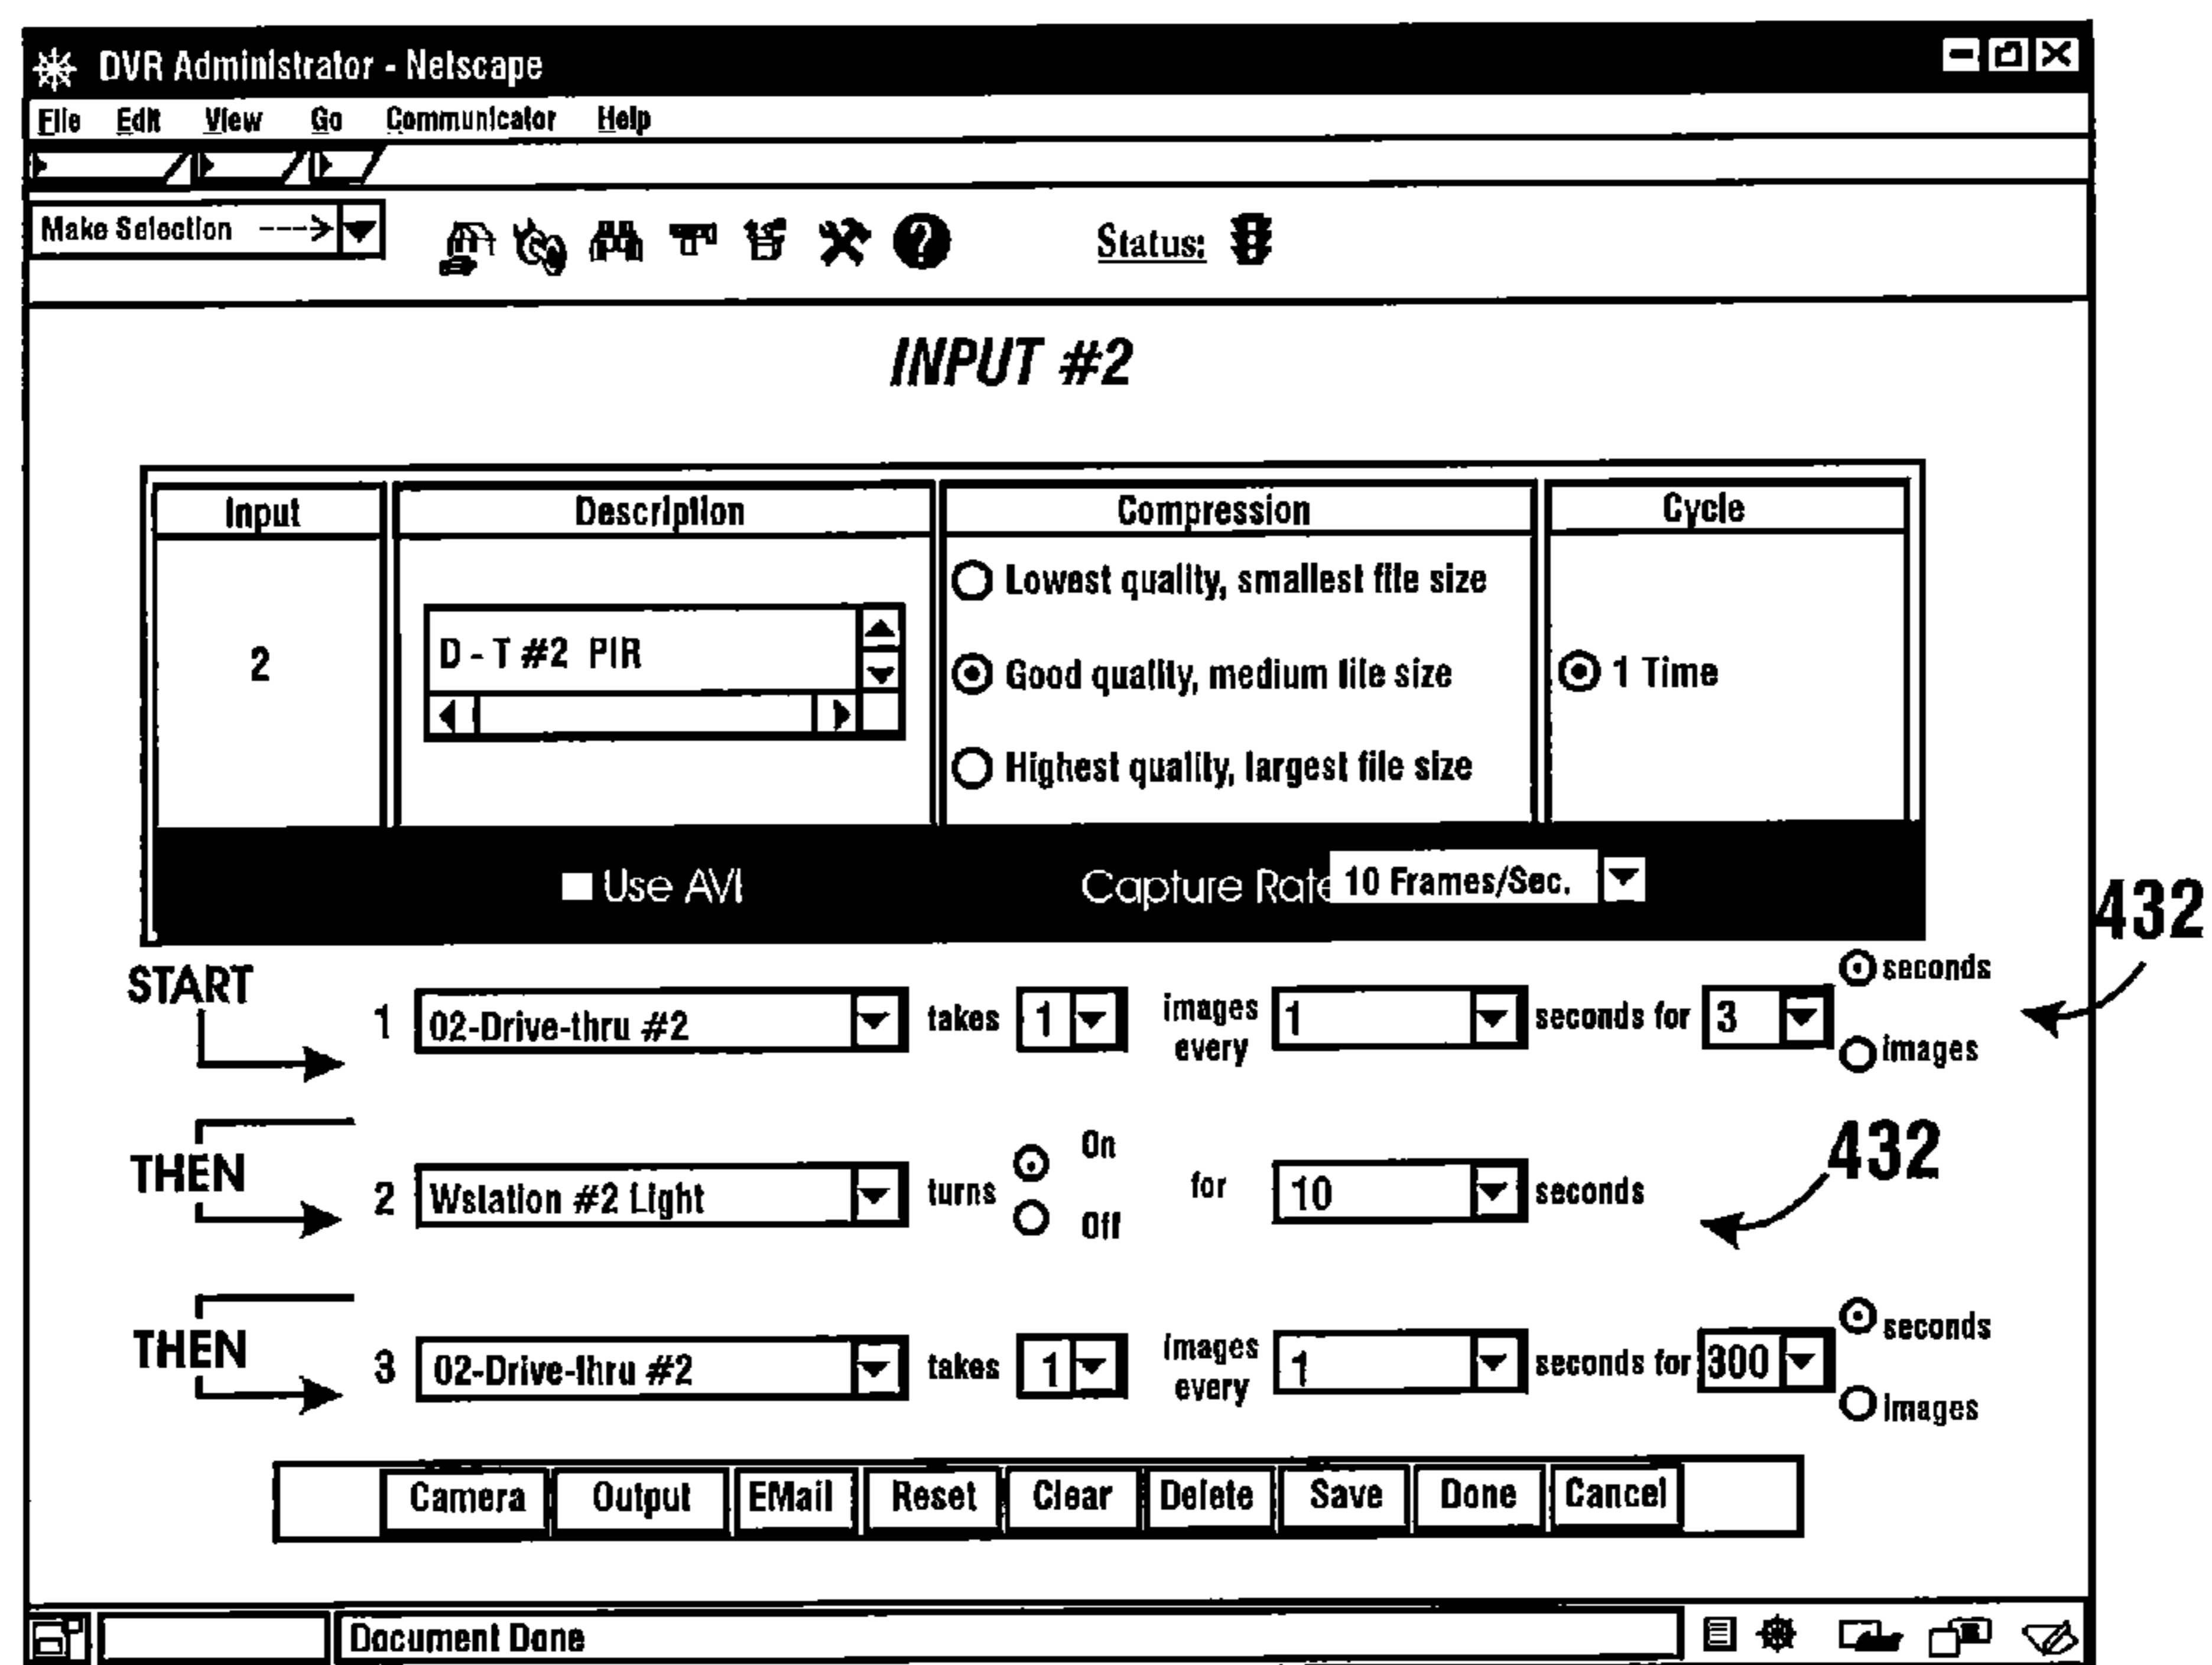 DVR Administrator - Netscape
File Edit View Go Communicator Help
Make Selection --->
Status:
INPUT #2
Input Description Compression Cycle
Lowest quality, smallest file size
2 D - T #2 PIR Good quality, medium file size 1 Time
Highest quality, largest file size
Use AVI Capture Rate 10 Frames/Sec.
432
START
1 02-Drive-thru #2 takes 1 images every 1 seconds for 3 seconds images
432
THEN
2 Wstation #2 Light turns On Off for 10 seconds
THEN
3 02-Drive-thru #2 takes 1 images every 1 seconds for 300 seconds images
Camera Output EMail Reset Clear Delete Save Done Cancel
Document Done